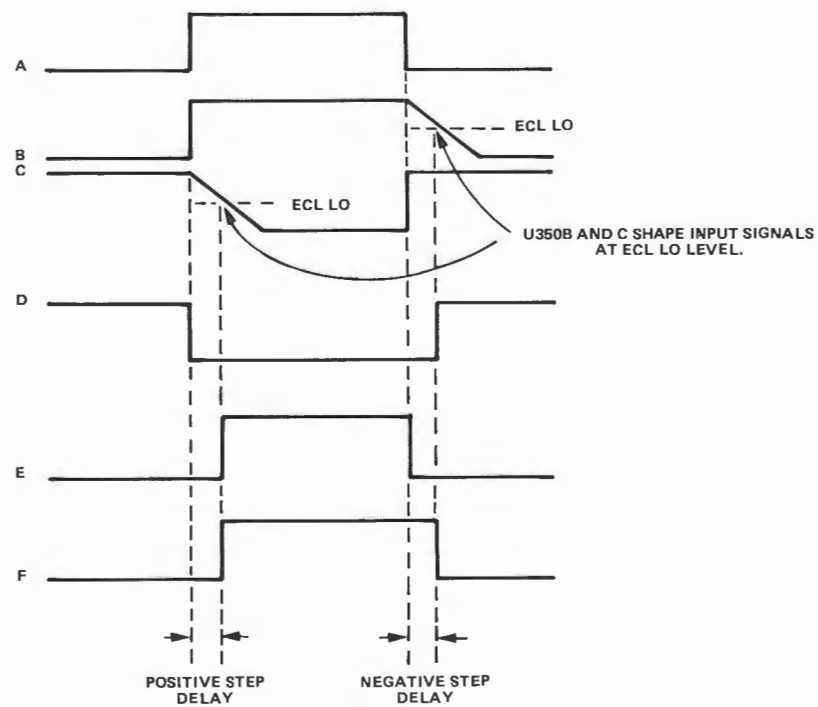 A
ECL LO
B
C
ECL LO
U350B AND C SHAPE INPUT SIGNALS
AT ECL LO LEVEL.
D
E
F
POSITIVE STEP
DELAY
NEGATIVE STEP
DELAY